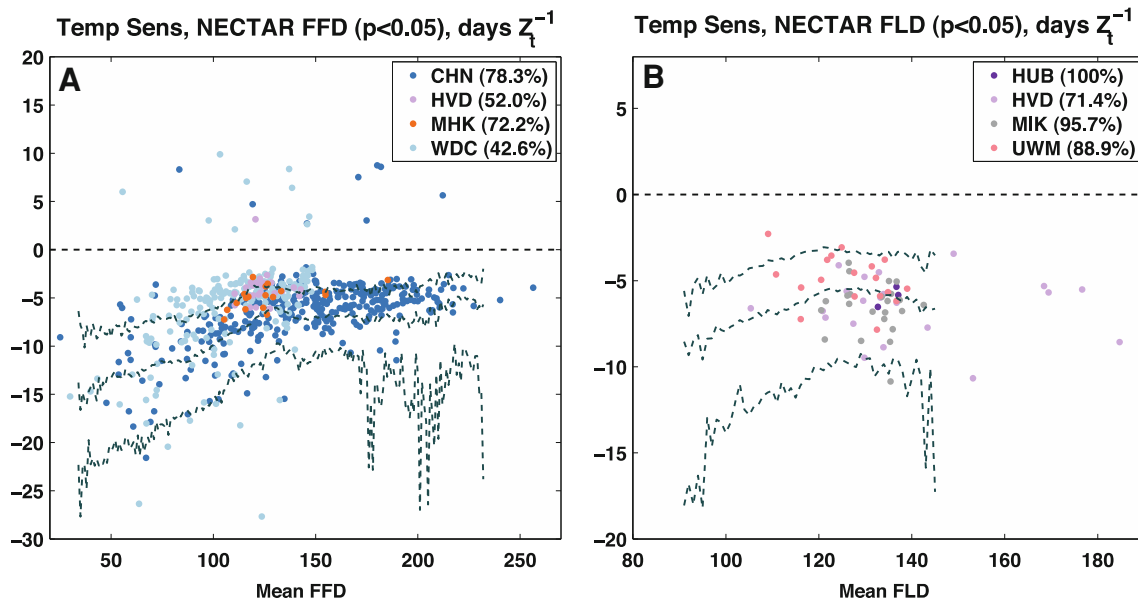 Temp Sens, NECTAR FFD (p<0.05), days Z_t^-1
A
CHN (78.3%)
HVD (52.0%)
MHK (72.2%)
WDC (42.6%)
20
15
10
5
0
−5
−10
−15
−20
−25
−30
50
100
150
200
250
Mean FFD
Temp Sens, NECTAR FLD (p<0.05), days Z_t^-1
B
HUB (100%)
HVD (71.4%)
MIK (95.7%)
UWM (88.9%)
5
0
−5
−10
−15
−20
80
100
120
140
160
180
Mean FLD